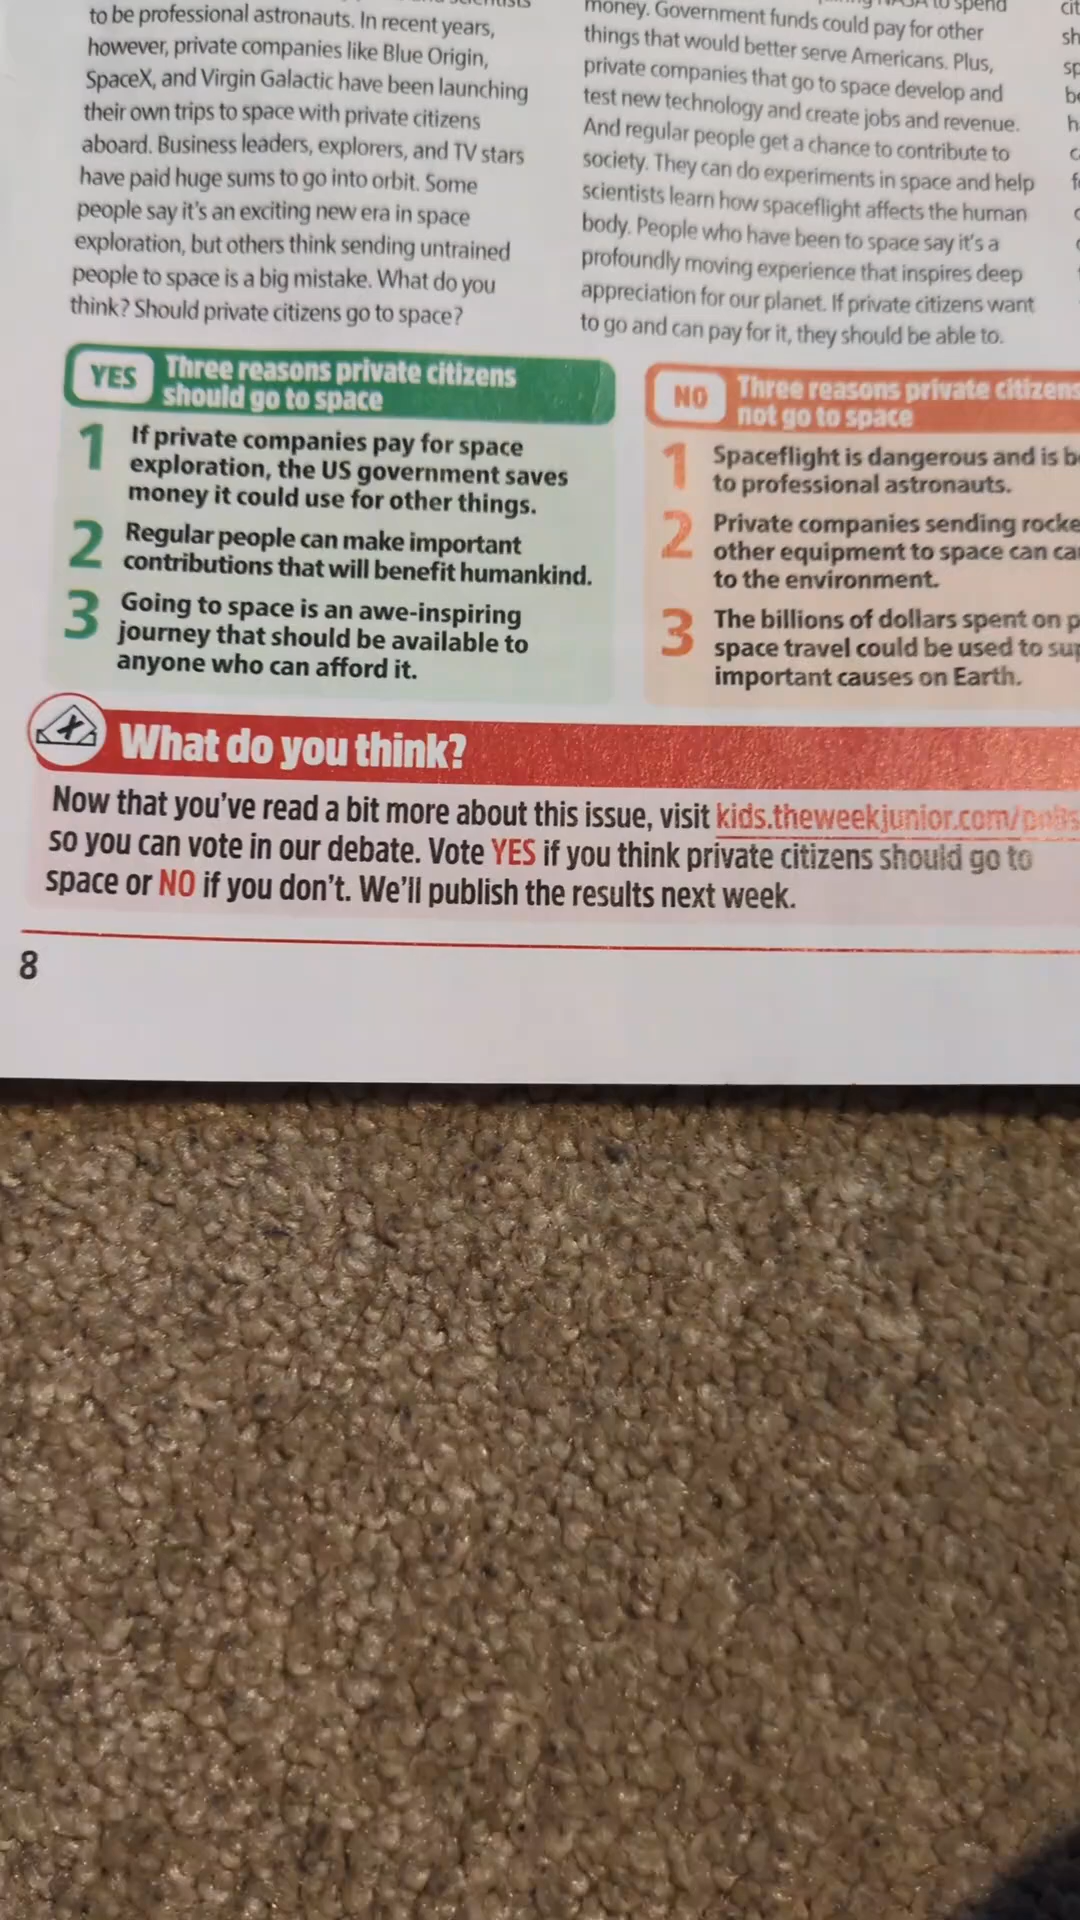 to be professional astronauts. In recent years,
however, private companies like Blue Origin,
SpaceX, and Virgin Galactic have been launching
their own trips to space with private citizens
aboard. Business leaders, explorers, and TV stars
have paid huge sums to go into orbit. Some
people say it's an exciting new era in space
exploration, but others think sending untrained
people to space is a big mistake. What do you
think? Should private citizens go to space?
NASA to spend
money. Government funds could pay for other
things that would better serve Americans. Plus,
private companies that go to space develop and
test new technology and create jobs and revenue.
And regular people get a chance to contribute to
society. They can do experiments in space and help
scientists learn how spaceflight affects the human
body. People who have been to space say it's a
profoundly moving experience that inspires deep
appreciation for our planet. If private citizens want
to go and can pay for it, they should be able to.
YES Three reasons private citizens
should go to space
1 If private companies pay for space
exploration, the US government saves
money it could use for other things.
2 Regular people can make important
contributions that will benefit humankind.
3 Going to space is an awe-inspiring
journey that should be available to
anyone who can afford it.
NO Three reasons private citizens
not go to space
1 Spaceflight is dangerous and is
to professional astronauts.
2 Private companies sending
other equipment to space can
to the environment.
3 The billions of dollars spent on
space travel could be used to
important causes on Earth.
What do you think?
Now that you've read a bit more about this issue, visit kids.theweekjunior.com/polls
so you can vote in our debate. Vote YES if you think private citizens should go to
space or NO if you don't. We'll publish the results next week.
8